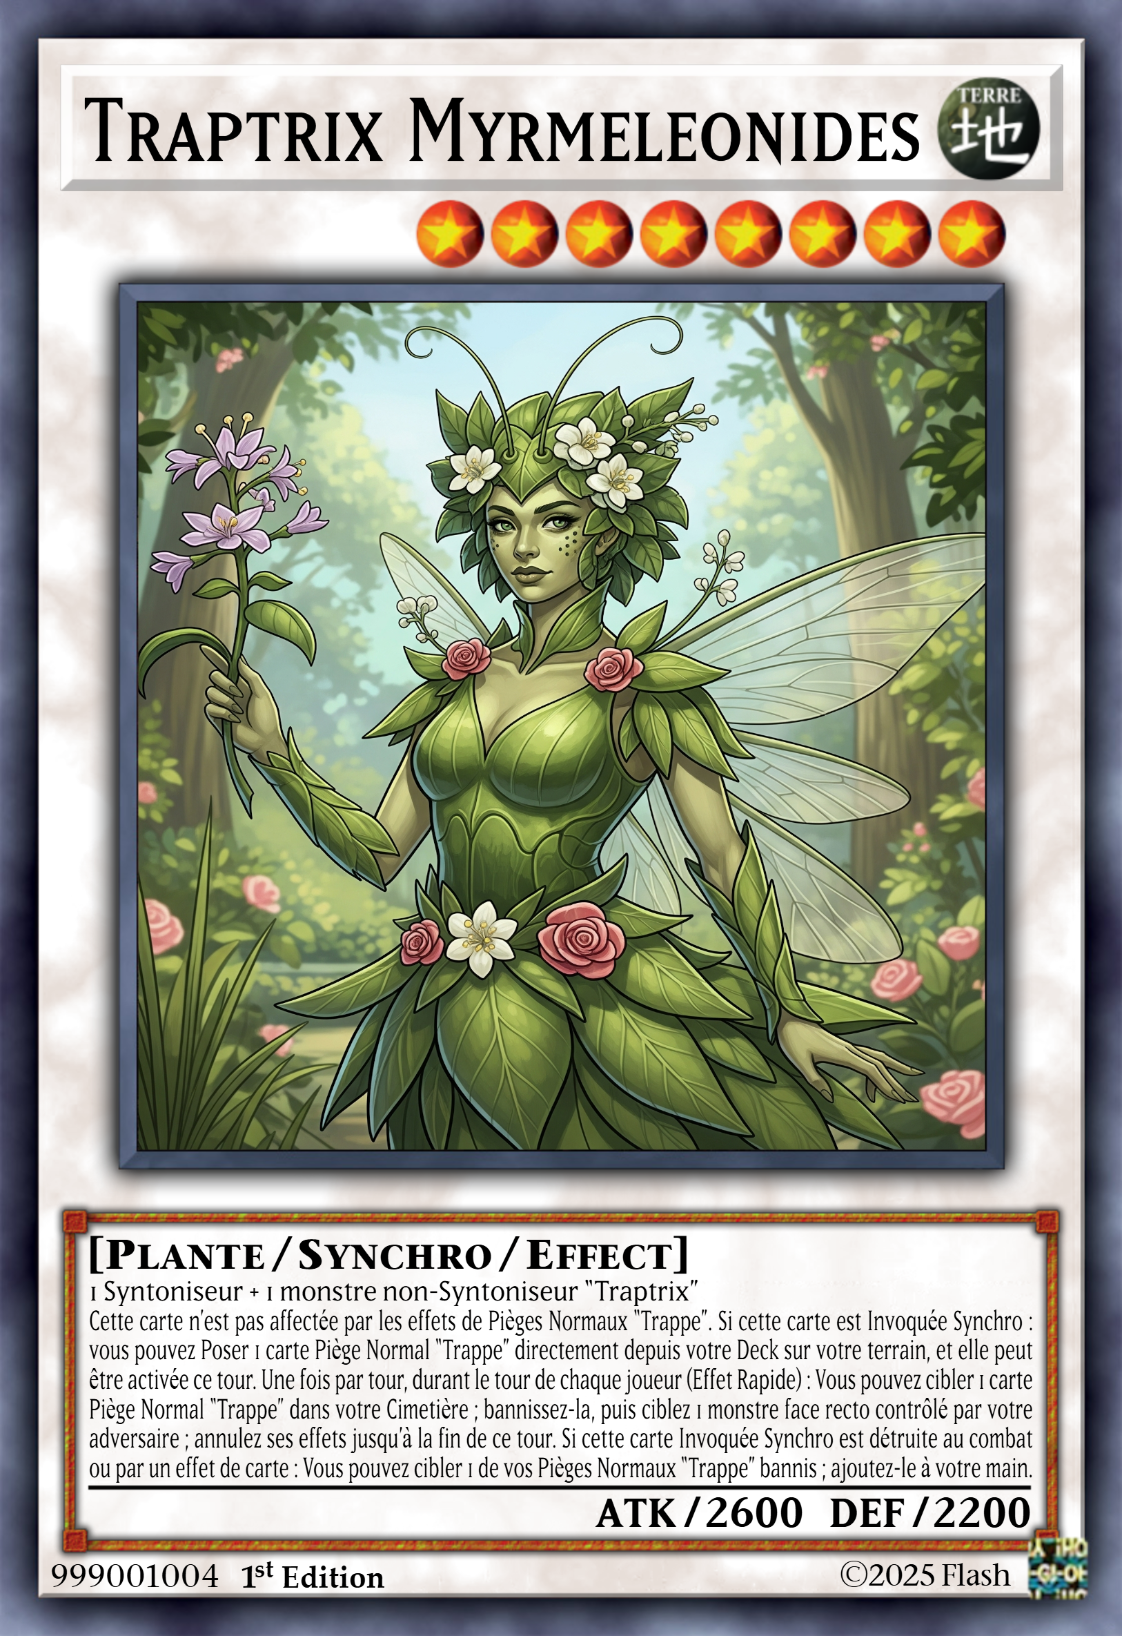 Traptrix Myrmeleonides
TERRE
地
[Plante/Synchro/Effect]
1 Syntoniseur + 1 monstre non-Syntoniseur "Traptrix"
Cette carte n'est pas affectée par les effets de Pièges Normaux "Trappe". Si cette carte est Invoquée Synchro :
vous pouvez Poser 1 carte Piège Normal "Trappe" directement depuis votre Deck sur votre terrain, et elle peut
être activée ce tour. Une fois par tour, durant le tour de chaque joueur (Effet Rapide) : Vous pouvez cibler 1 carte
Piège Normal "Trappe" dans votre Cimetière ; bannissez-la, puis ciblez 1 monstre face recto contrôlé par votre
adversaire ; annulez ses effets jusqu'à la fin de ce tour. Si cette carte Invoquée Synchro est détruite au combat
ou par un effet de carte : Vous pouvez cibler 1 de vos Pièges Normaux "Trappe" bannis ; ajoutez-le à votre main.
ATK/2600 DEF/2200
999001004 1st Edition ©2025 Flash